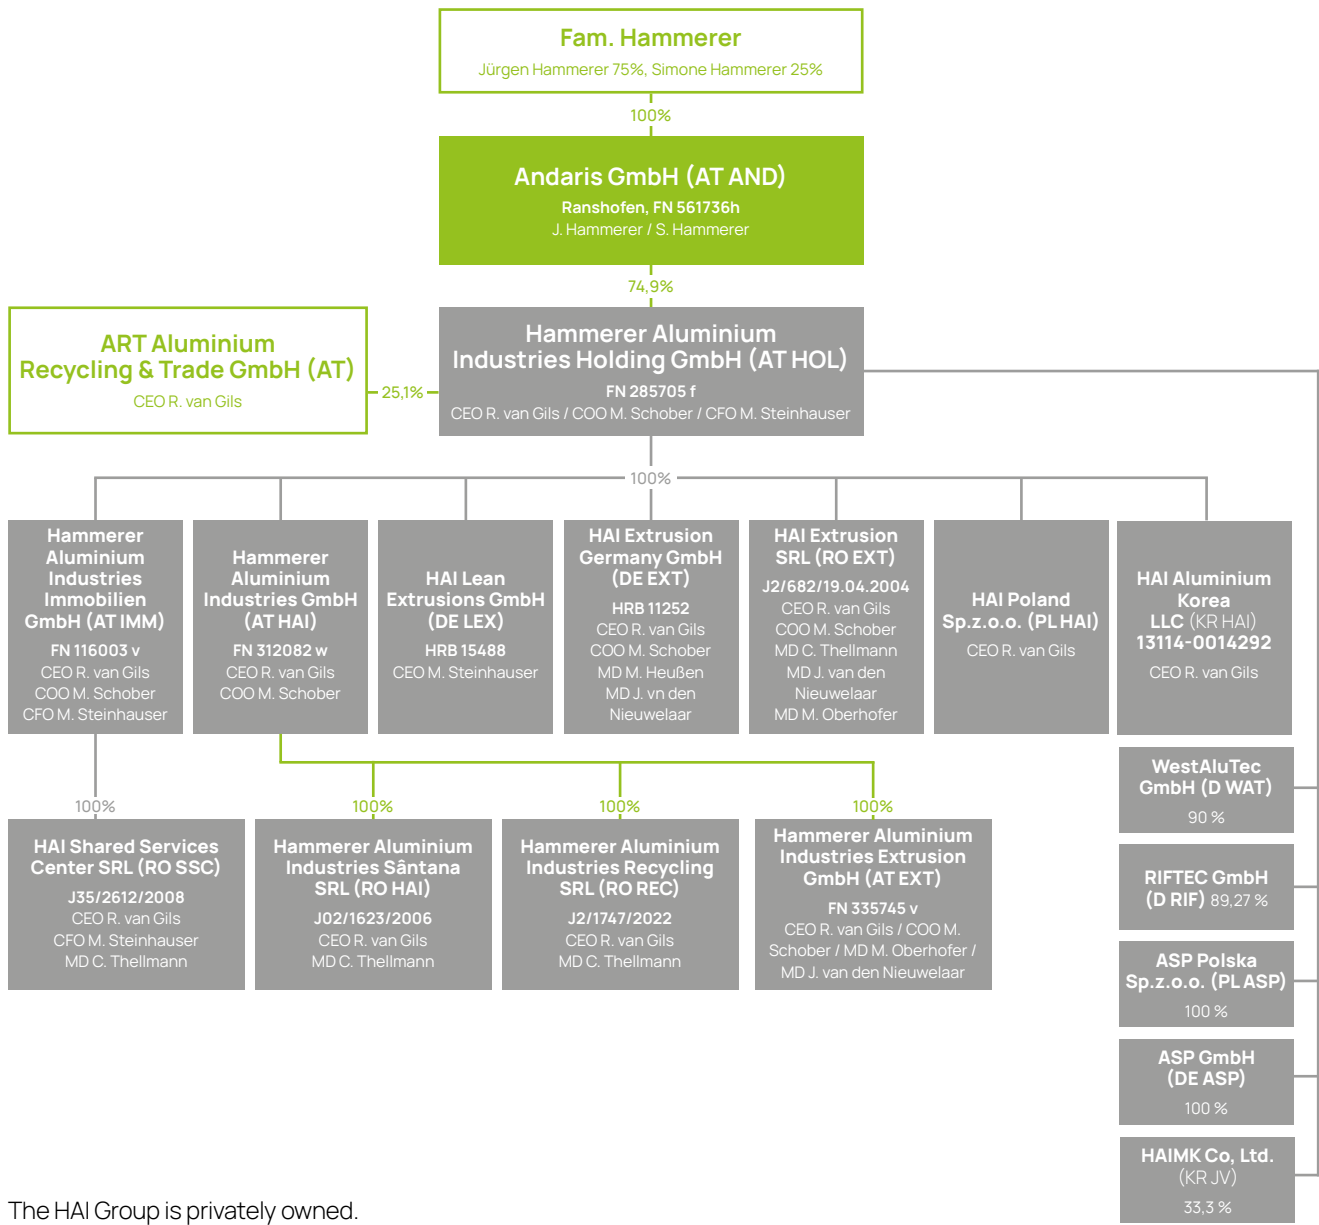 Fam. Hammerer
Jürgen Hammerer 75%, Simone Hammerer 25%
100%
Andaris GmbH (AT AND)
Ranshofen, FN 561736h
J. Hammerer / S. Hammerer
74,9%
ART Aluminium
Recycling & Trade GmbH (AT)
CEO R. van Gils
25,1%
Hammerer Aluminium
Industries Holding GmbH (AT HOL)
FN 285705 f
CEO R. van Gils / COO M. Schober / CFO M. Steinhauser
100%
Hammerer
Aluminium
Industries
Immobilien
GmbH (AT IMM)
FN 116003 v
CEO R. van Gils
COO M. Schober
CFO M. Steinhauser
Hammerer
Aluminium
Industries GmbH
(AT HAI)
FN 312082 w
CEO R. van Gils
COO M. Schober
HAI Lean
Extrusions GmbH
(DE LEX)
HRB 15488
CEO M. Steinhauser
HAI Extrusion
Germany GmbH
(DE EXT)
HRB 11252
CEO R. van Gils
COO M. Schober
MD M. Heußen
MD J. vn den
Nieuwelaar
HAI Extrusion
SRL (RO EXT)
J2/682/19.04.2004
CEO R. van Gils
COO M. Schober
MD C. Thellmann
MD J. van den
Nieuwelaar
MD M. Oberhofer
HAI Poland
Sp.z.o.o. (PL HAI)
CEO R. van Gils
HAI Aluminium
Korea
LLC (KR HAI)
13114-0014292
CEO R. van Gils
100%
HAI Shared Services
Center SRL (RO SSC)
J35/2612/2008
CEO R. van Gils
CFO M. Steinhauser
MD C. Thellmann
100%
Hammerer Aluminium
Industries Sântana
SRL (RO HAI)
J02/1623/2006
CEO R. van Gils
MD C. Thellmann
100%
Hammerer Aluminium
Industries Recycling
SRL (RO REC)
J2/1747/2022
CEO R. van Gils
MD C. Thellmann
100%
Hammerer Aluminium
Industries Extrusion
GmbH (AT EXT)
FN 335745 v
CEO R. van Gils / COO M.
Schober / MD M. Oberhofer /
MD J. van den Nieuwelaar
WestAluTec
GmbH (D WAT)
90 %
RIFTEC GmbH
(D RIF) 89,27 %
ASP Polska
Sp.z.o.o. (PL ASP)
100 %
ASP GmbH
(DE ASP)
100 %
HAIMK Co, Ltd.
(KR JV)
33,3 %
The HAI Group is privately owned.